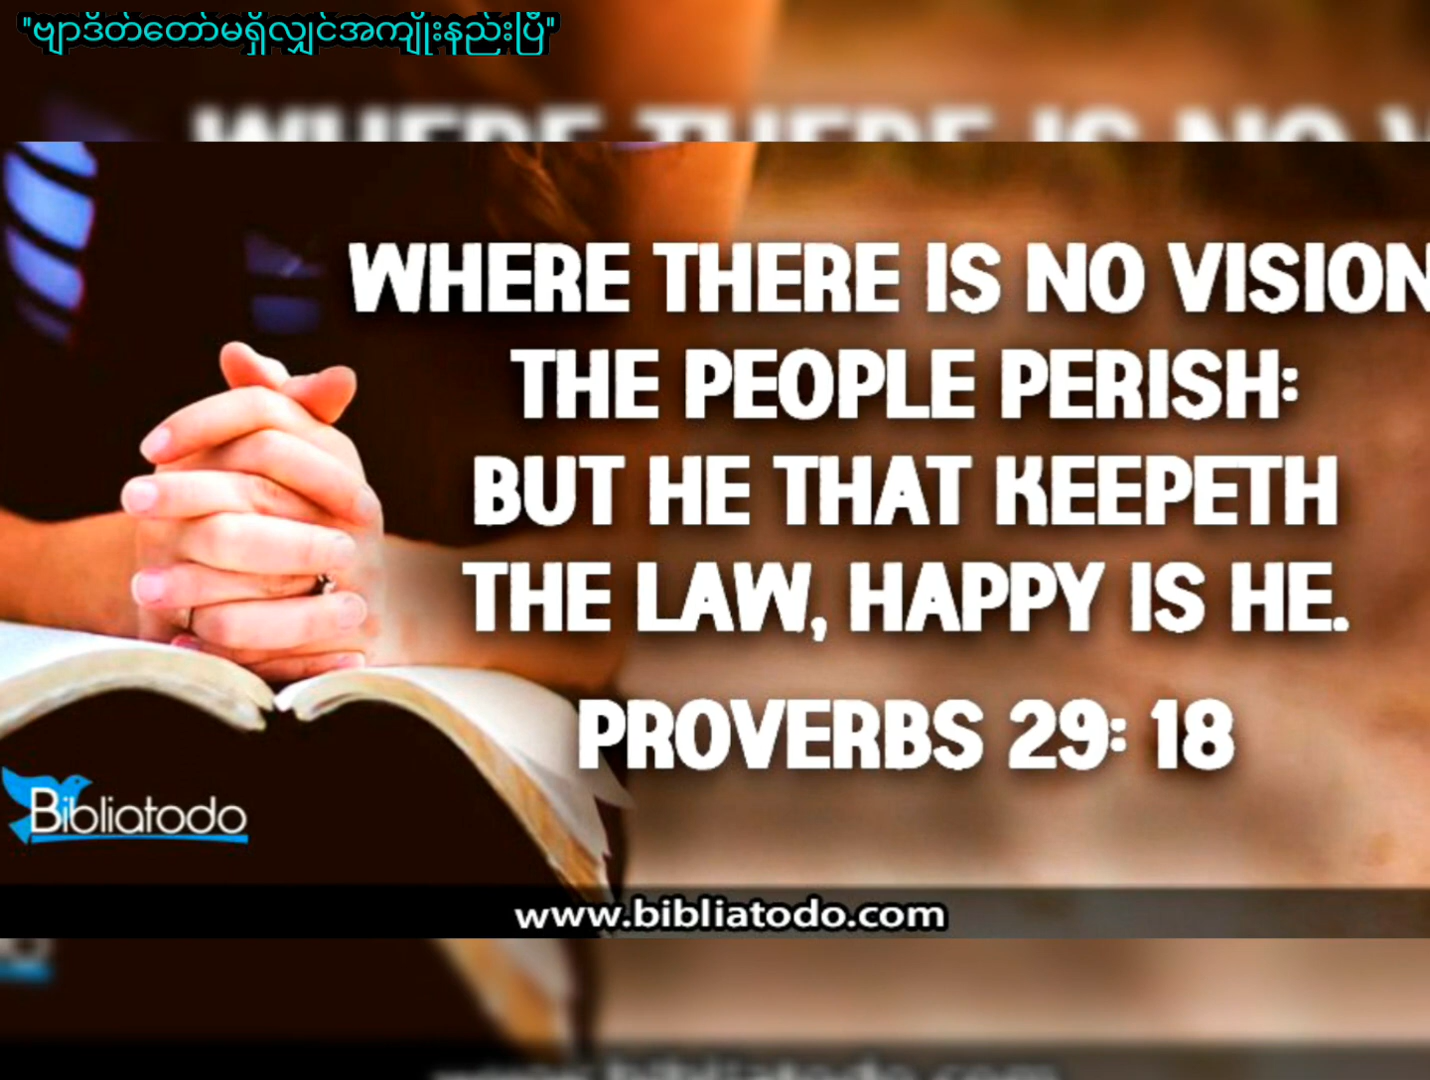 "ဗျာဒိတ်တော်မရှိလျှင်အကျိုးနည်းပြီ"
WHERE THERE IS NO VISION
THE PEOPLE PERISH:
BUT HE THAT KEEPETH
THE LAW, HAPPY IS HE.
PROVERBS 29: 18
Bibliatodo
www.bibliatodo.com